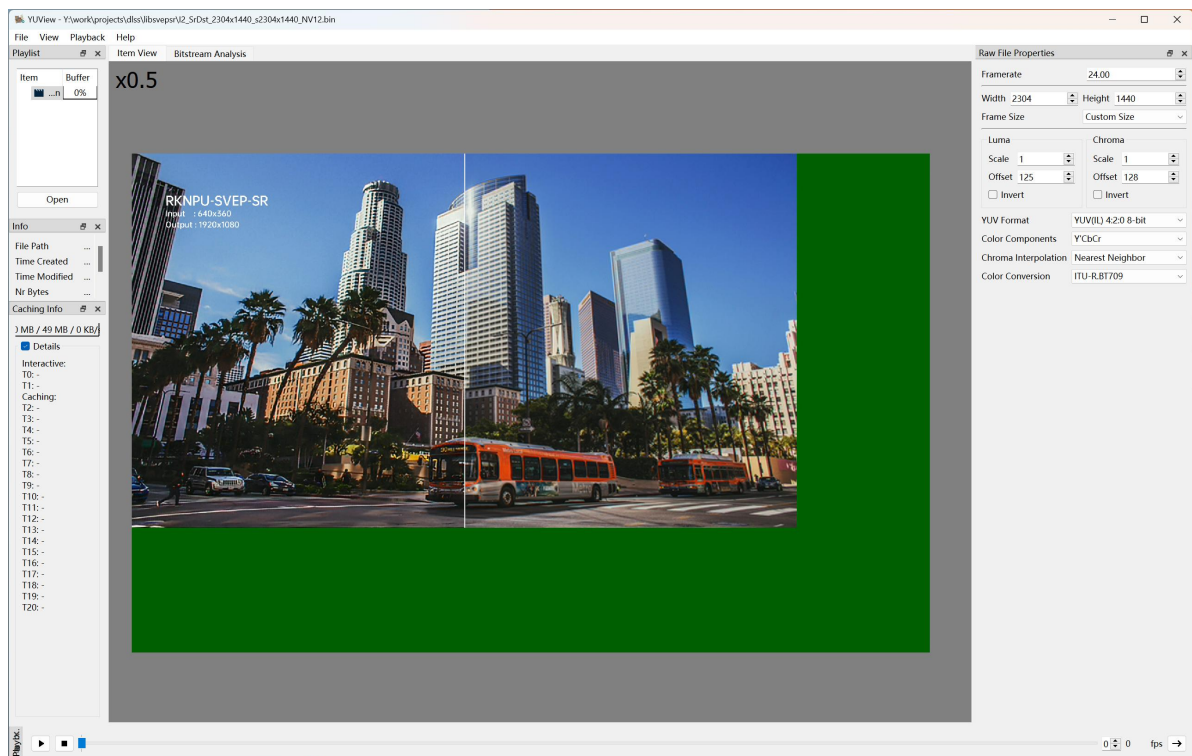 YUView - Y:\work\projects\dlss\libsvepsr\I2_SrDst_2304x1440_s2304x1440_NV12.bin
File View Playback Help
Playlist
Item Buffer
...n 0%
Open
Info
File Path ...
Time Created ...
Time Modified ...
Nr Bytes ...
Caching Info
MB / 49 MB / 0 KB/
Details
Interactive:
T0: -
T1: -
Caching:
T2: -
T3: -
T4: -
T5: -
T6: -
T7: -
T8: -
T9: -
T10: -
T11: -
T12: -
T13: -
T14: -
T15: -
T16: -
T17: -
T18: -
T19: -
T20: -
Item View Bitstream Analysis
x0.5
RKNPU-SVEP-SR
Input : 640x360
Output : 1920x1080
Raw File Properties
Framerate 24.00
Width 2304 Height 1440
Frame Size Custom Size
Luma Chroma
Scale 1 Scale 1
Offset 125 Offset 128
Invert Invert
YUV Format YUV(IL) 4:2:0 8-bit
Color Components Y'CbCr
Chroma Interpolation Nearest Neighbor
Color Conversion ITU-R.BT709
0 0 fps